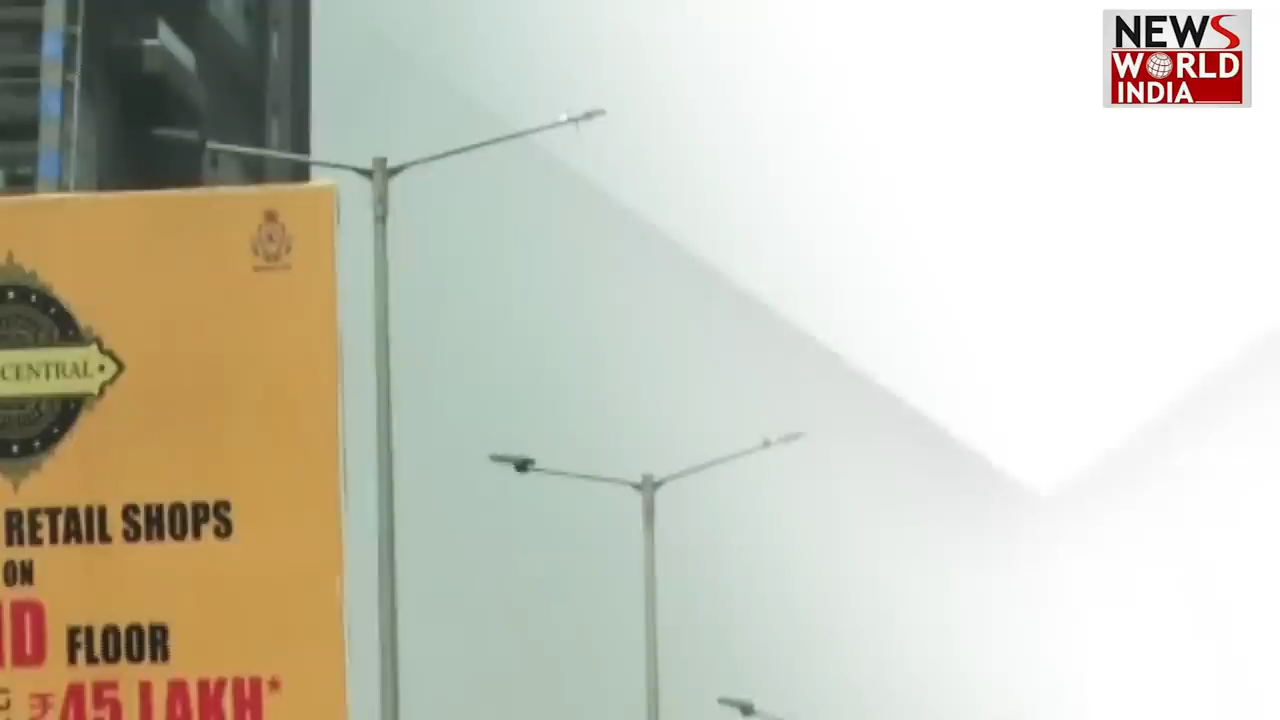 NEWS
WORLD
INDIA
CENTRAL
RETAIL SHOPS
ON
FLOOR
₹45 LAKH*